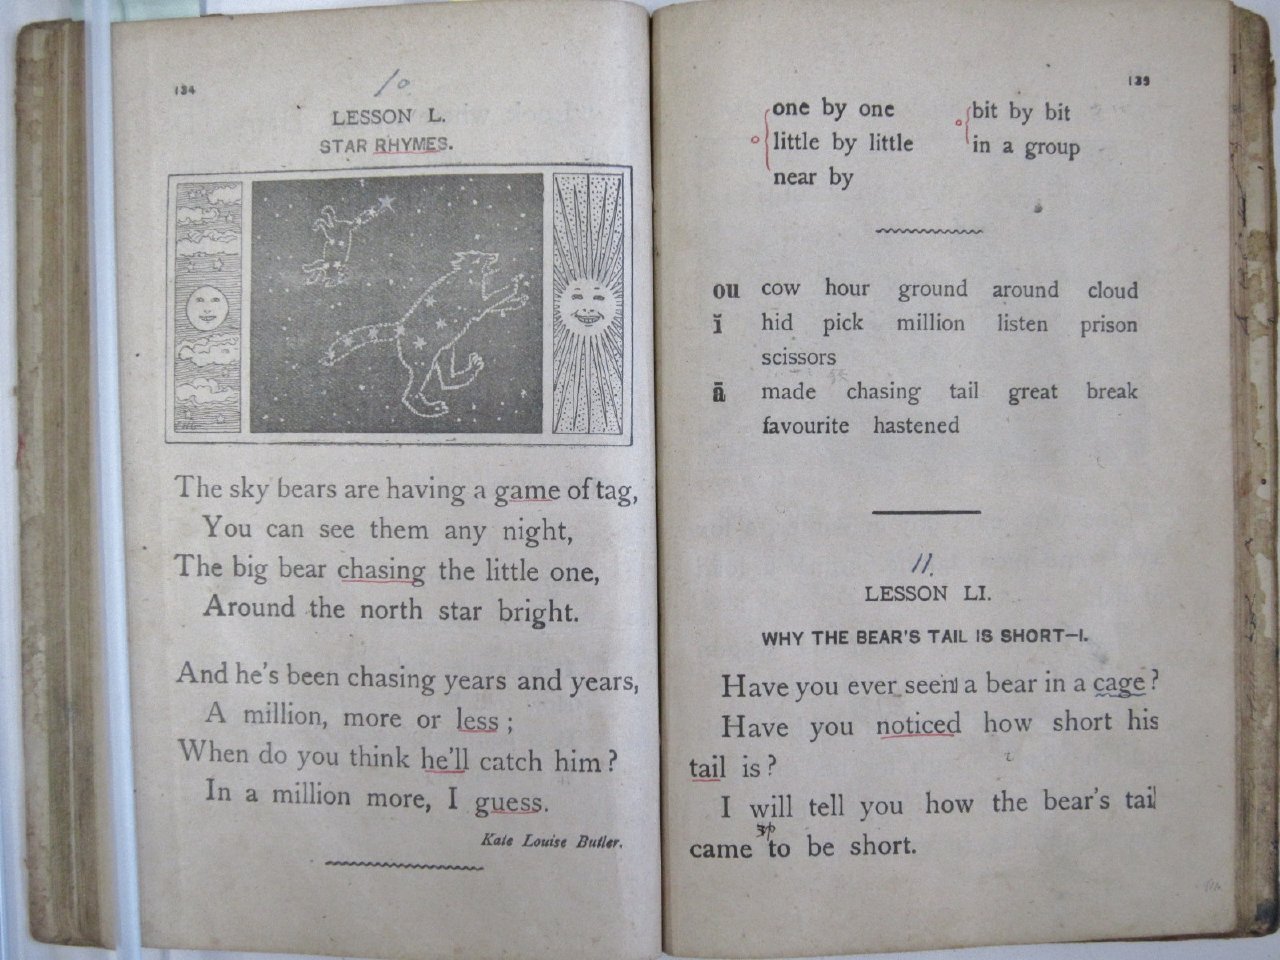 134
10
LESSON L.
STAR RHYMES.
The sky bears are having a game of tag,
You can see them any night,
The big bear chasing the little one,
Around the north star bright.
And he's been chasing years and years,
A million, more or less ;
When do you think he'll catch him ?
In a million more, I guess.
Kate Louise Butler.
one by one bit by bit
little by little in a group
near by
ou cow hour ground around cloud
ĭ hid pick million listen prison
scissors
ā made chasing tail great break
favourite hastened
11.
LESSON LI.
WHY THE BEAR'S TAIL IS SHORT—I.
Have you ever seen a bear in a cage ?
Have you noticed how short his
tail is ?
I will tell you how the bear's tail
came to be short.